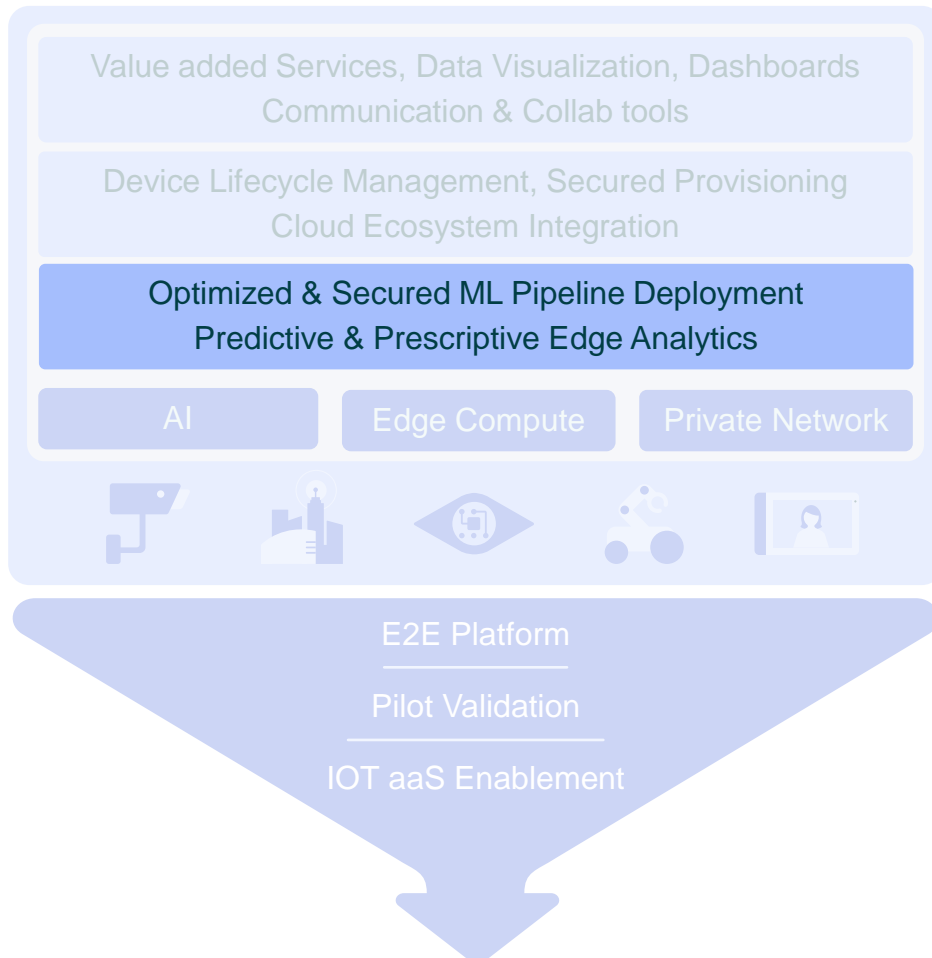 Value added Services, Data Visualization, Dashboards
Communication & Collab tools
Device Lifecycle Management, Secured Provisioning
Cloud Ecosystem Integration
Optimized & Secured ML Pipeline Deployment
Predictive & Prescriptive Edge Analytics
AI
Edge Compute
Private Network
E2E Platform
Pilot Validation
IOT aaS Enablement